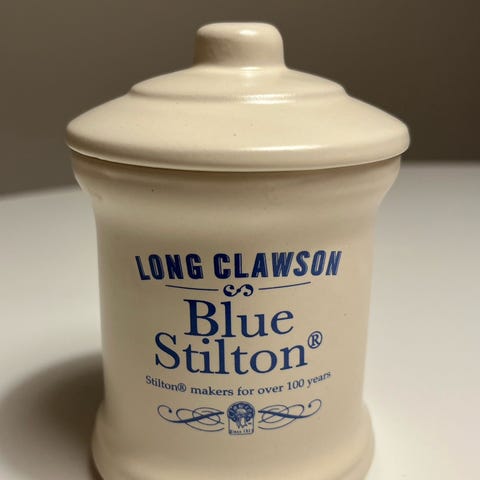 LONG CLAWSON
Blue
Stilton®
Stilton® makers for over 100 years